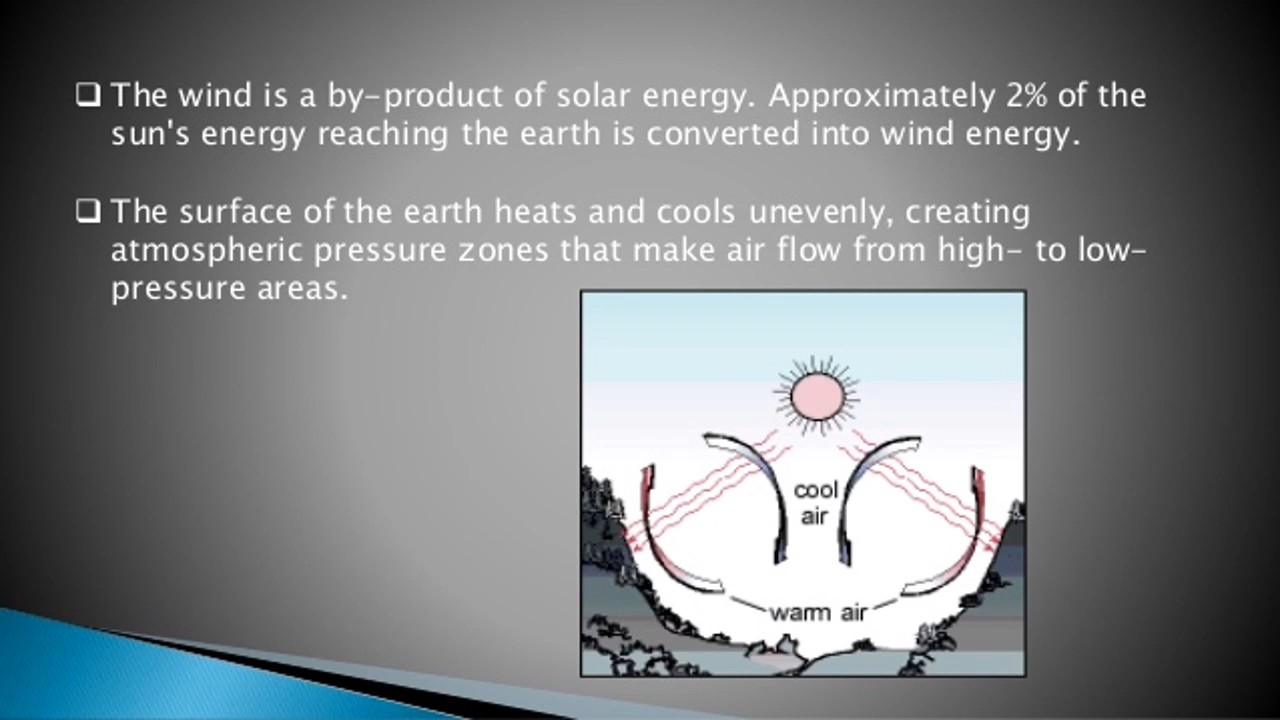 The wind is a by-product of solar energy. Approximately 2% of the
sun's energy reaching the earth is converted into wind energy.
The surface of the earth heats and cools unevenly, creating
atmospheric pressure zones that make air flow from high- to low-
pressure areas.
cool
air
warm air